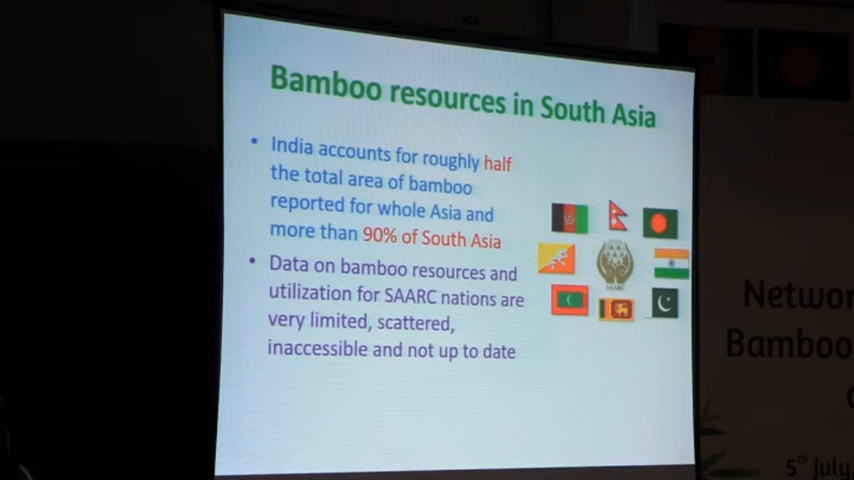 Bamboo resources in South Asia
• India accounts for roughly half
the total area of bamboo
reported for whole Asia and
more than 90% of South Asia
• Data on bamboo resources and
utilization for SAARC nations are
very limited, scattered,
inaccessible and not up to date
SAARC
Networ
Bamboo
5th July,